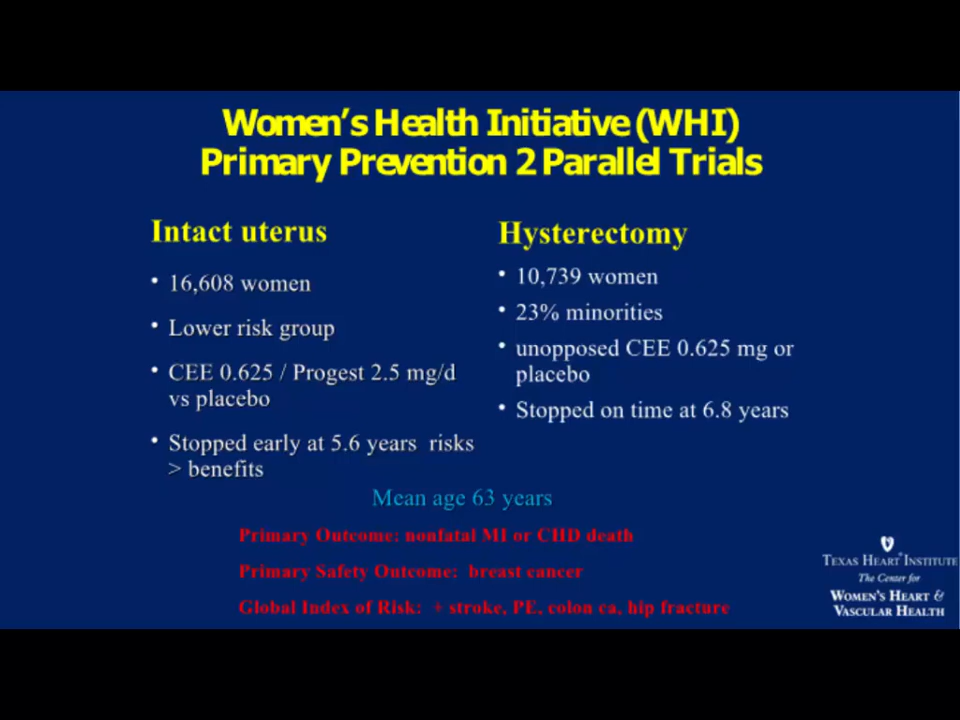 Women's Health Initiative (WHI)
Primary Prevention 2 Parallel Trials
Intact uterus
• 16,608 women
• Lower risk group
• CEE 0.625 / Progest 2.5 mg/d
vs placebo
• Stopped early at 5.6 years risks
> benefits
Hysterectomy
• 10,739 women
• 23% minorities
• unopposed CEE 0.625 mg or
placebo
• Stopped on time at 6.8 years
Mean age 63 years
Primary Outcome: nonfatal MI or CHD death
Primary Safety Outcome: breast cancer
Global Index of Risk: + stroke, PE, colon ca, hip fracture
TEXAS HEART® INSTITUTE
The Center for
WOMEN'S HEART &
VASCULAR HEALTH